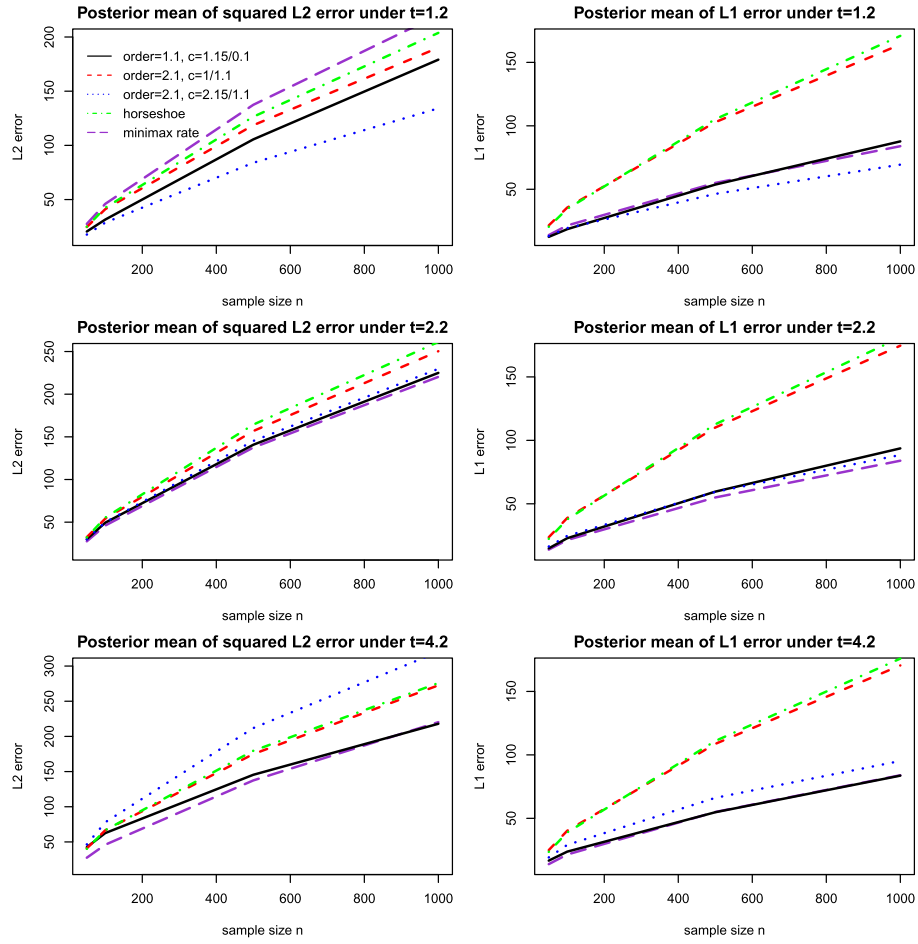 Posterior mean of squared L2 error under t=1.2
L2 error
200
150
100
50
order=1.1, c=1.15/0.1
order=2.1, c=1/1.1
order=2.1, c=2.15/1.1
horseshoe
minimax rate
200 400 600 800 1000
sample size n
Posterior mean of L1 error under t=1.2
L1 error
150
100
50
200 400 600 800 1000
sample size n
Posterior mean of squared L2 error under t=2.2
L2 error
250
200
150
100
50
200 400 600 800 1000
sample size n
Posterior mean of L1 error under t=2.2
L1 error
150
100
50
200 400 600 800 1000
sample size n
Posterior mean of squared L2 error under t=4.2
L2 error
300
250
200
150
100
50
200 400 600 800 1000
sample size n
Posterior mean of L1 error under t=4.2
L1 error
150
100
50
200 400 600 800 1000
sample size n